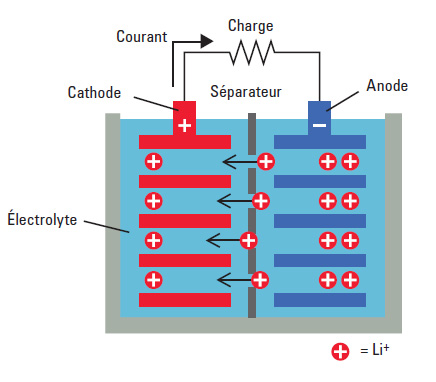 Charge
Courant
Cathode
Séparateur
Anode
+
−
Électrolyte
+ = Li⁺